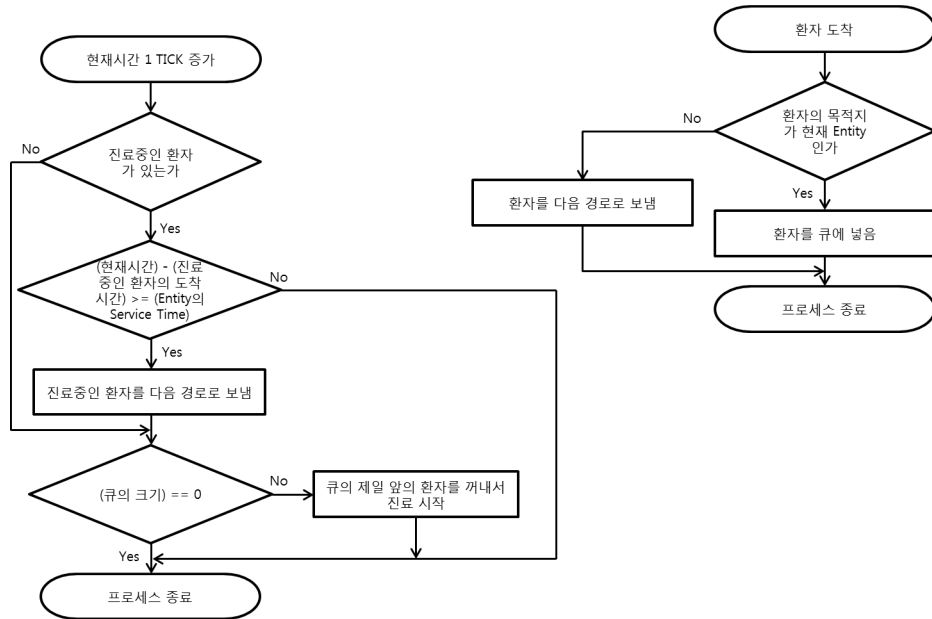 현재시간 1 TICK 증가
진료중인 환자
가 있는가
No
Yes
(현재시간) - (진료
중인 환자의 도착
시간) >= (Entity의
Service Time)
No
Yes
진료중인 환자를 다음 경로로 보냄
(큐의 크기) == 0
No
큐의 제일 앞의 환자를 꺼내서
진료 시작
Yes
프로세스 종료
환자 도착
환자의 목적지
가 현재 Entity
인가
No
환자를 다음 경로로 보냄
Yes
환자를 큐에 넣음
프로세스 종료